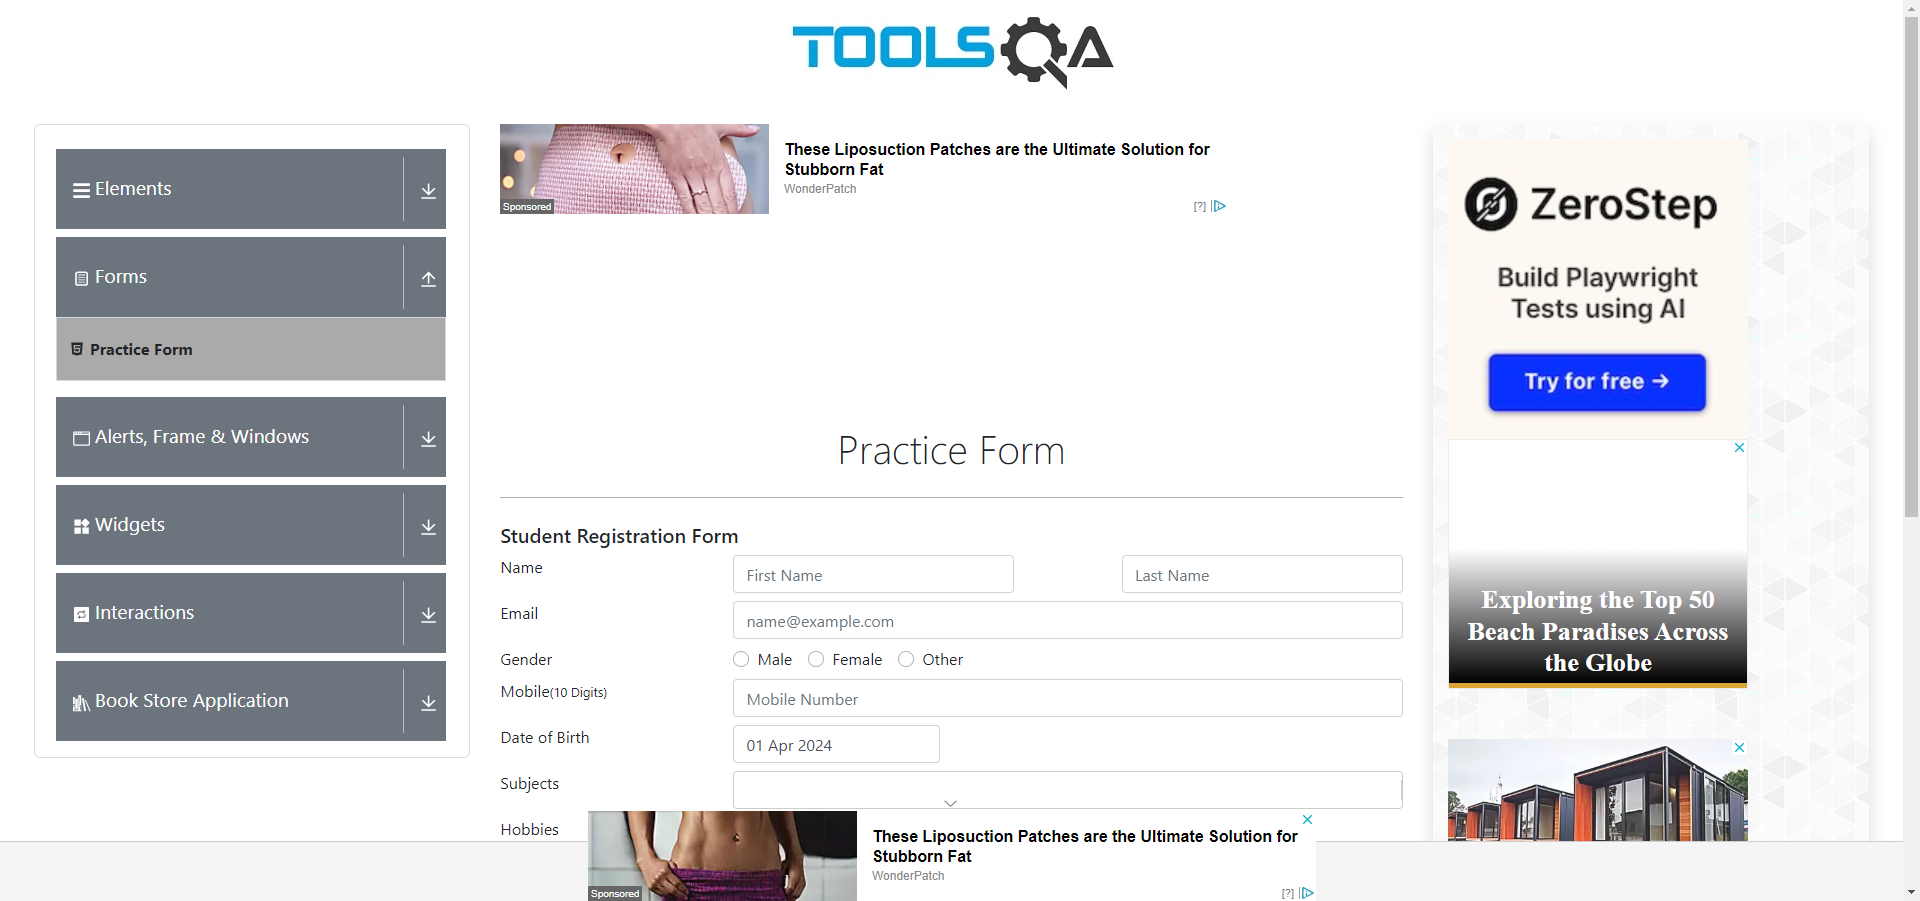 TOOLSQA
Elements
Forms
Practice Form
Alerts, Frame & Windows
Widgets
Interactions
Book Store Application
Sponsored
These Liposuction Patches are the Ultimate Solution for
Stubborn Fat
WonderPatch
[?]
Practice Form
Student Registration Form
Name
First Name
Last Name
Email
name@example.com
Gender
Male
Female
Other
Mobile(10 Digits)
Mobile Number
Date of Birth
01 Apr 2024
Subjects
Hobbies
Sponsored
These Liposuction Patches are the Ultimate Solution for
Stubborn Fat
WonderPatch
[?]
ZeroStep
Build Playwright
Tests using AI
Try for free →
Exploring the Top 50
Beach Paradises Across
the Globe